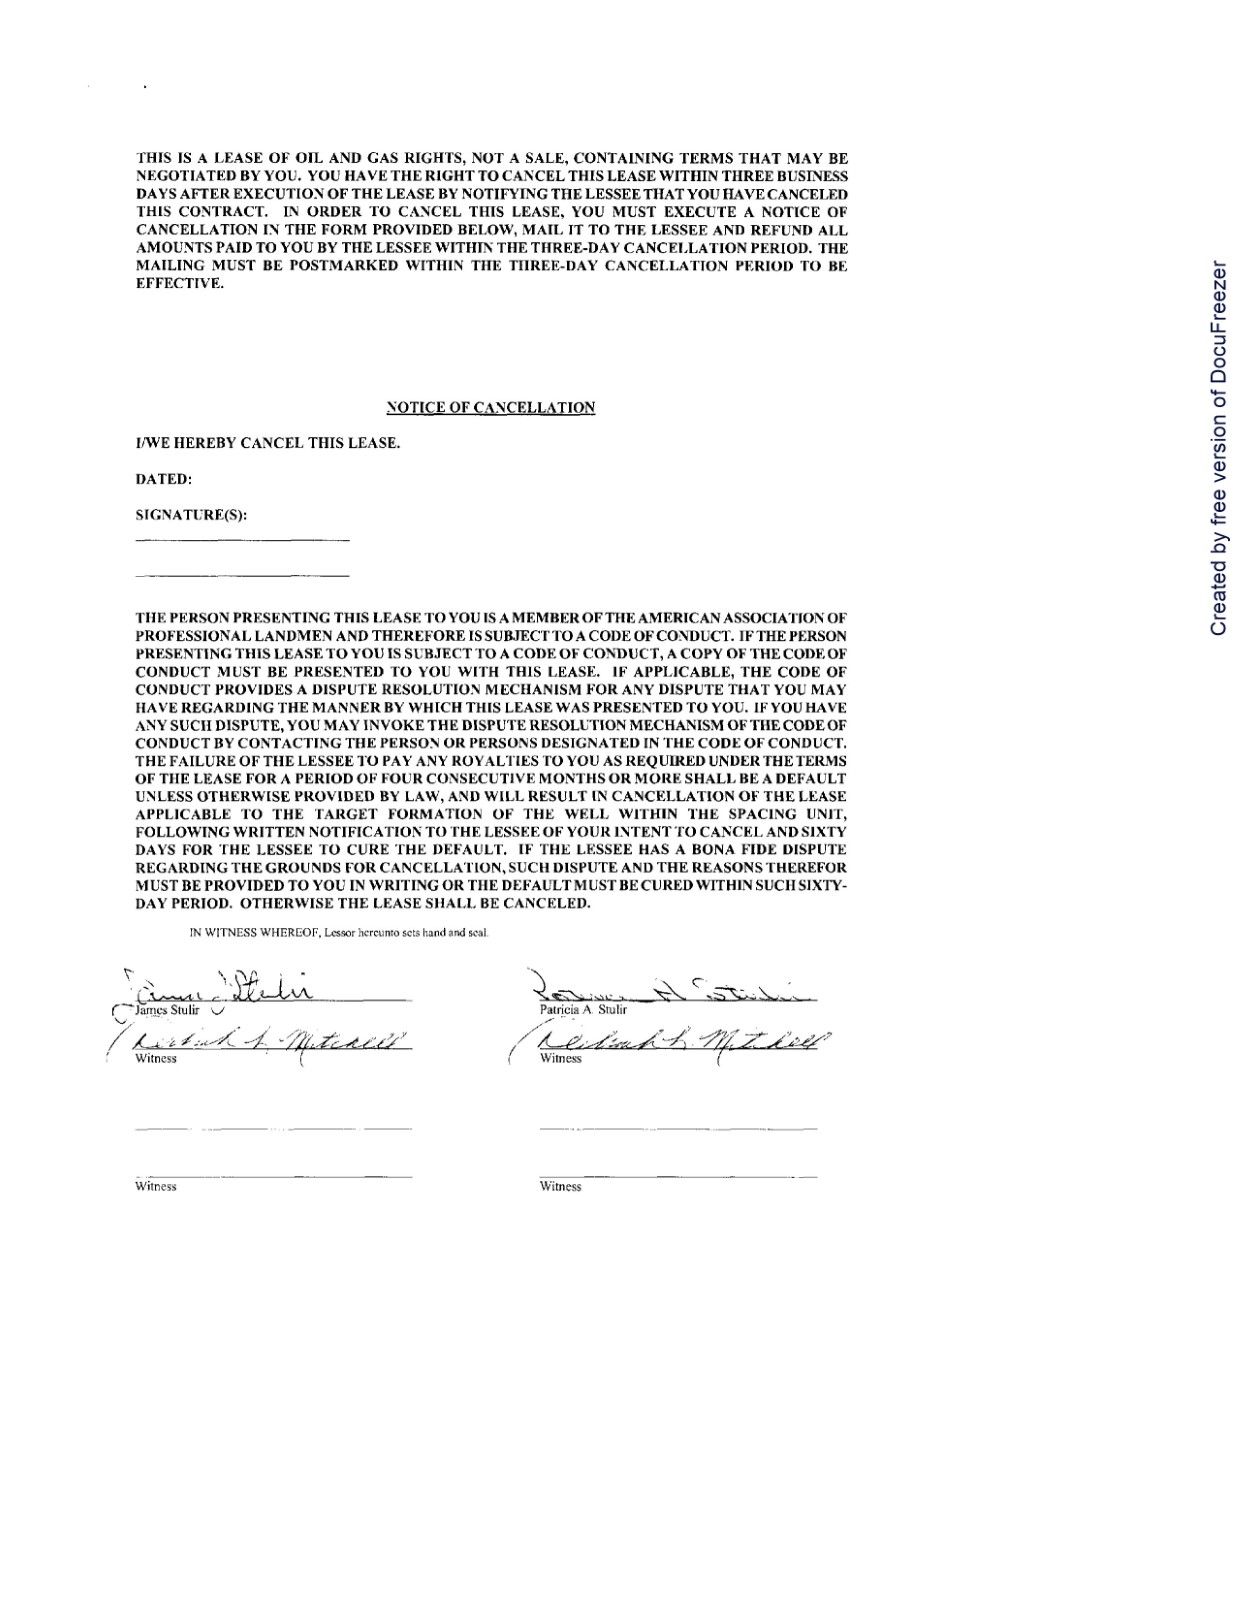 THIS IS A LEASE OF OIL AND GAS RIGHTS, NOT A SALE, CONTAINING TERMS THAT MAY BE
NEGOTIATED BY YOU. YOU HAVE THE RIGHT TO CANCEL THIS LEASE WITHIN THREE BUSINESS
DAYS AFTER EXECUTION OF THE LEASE BY NOTIFYING THE LESSEE THAT YOU HAVE CANCELED
THIS CONTRACT. IN ORDER TO CANCEL THIS LEASE, YOU MUST EXECUTE A NOTICE OF
CANCELLATION IN THE FORM PROVIDED BELOW, MAIL IT TO THE LESSEE AND REFUND ALL
AMOUNTS PAID TO YOU BY THE LESSEE WITHIN THE THREE-DAY CANCELLATION PERIOD. THE
MAILING MUST BE POSTMARKED WITHIN THE THREE-DAY CANCELLATION PERIOD TO BE
EFFECTIVE.
NOTICE OF CANCELLATION
I/WE HEREBY CANCEL THIS LEASE.
DATED:
SIGNATURE(S):
THE PERSON PRESENTING THIS LEASE TO YOU IS A MEMBER OF THE AMERICAN ASSOCIATION OF
PROFESSIONAL LANDMEN AND THEREFORE IS SUBJECT TO A CODE OF CONDUCT. IF THE PERSON
PRESENTING THIS LEASE TO YOU IS SUBJECT TO A CODE OF CONDUCT, A COPY OF THE CODE OF
CONDUCT MUST BE PRESENTED TO YOU WITH THIS LEASE. IF APPLICABLE, THE CODE OF
CONDUCT PROVIDES A DISPUTE RESOLUTION MECHANISM FOR ANY DISPUTE THAT YOU MAY
HAVE REGARDING THE MANNER BY WHICH THIS LEASE WAS PRESENTED TO YOU. IF YOU HAVE
ANY SUCH DISPUTE, YOU MAY INVOKE THE DISPUTE RESOLUTION MECHANISM OF THE CODE OF
CONDUCT BY CONTACTING THE PERSON OR PERSONS DESIGNATED IN THE CODE OF CONDUCT.
THE FAILURE OF THE LESSEE TO PAY ANY ROYALTIES TO YOU AS REQUIRED UNDER THE TERMS
OF THE LEASE FOR A PERIOD OF FOUR CONSECUTIVE MONTHS OR MORE SHALL BE A DEFAULT
UNLESS OTHERWISE PROVIDED BY LAW, AND WILL RESULT IN CANCELLATION OF THE LEASE
APPLICABLE TO THE TARGET FORMATION OF THE WELL WITHIN THE SPACING UNIT,
FOLLOWING WRITTEN NOTIFICATION TO THE LESSEE OF YOUR INTENT TO CANCEL AND SIXTY
DAYS FOR THE LESSEE TO CURE THE DEFAULT. IF THE LESSEE HAS A BONA FIDE DISPUTE
REGARDING THE GROUNDS FOR CANCELLATION, SUCH DISPUTE AND THE REASONS THEREFOR
MUST BE PROVIDED TO YOU IN WRITING OR THE DEFAULT MUST BE CURED WITHIN SUCH SIXTY-
DAY PERIOD. OTHERWISE THE LEASE SHALL BE CANCELED.
IN WITNESS WHEREOF, Lessor hereunto sets hand and seal.
James Stulir
Patricia A. Stulir
Mitchell
Mitchell
Witness
Witness
Witness
Witness
Created by free version of DocuFreezer